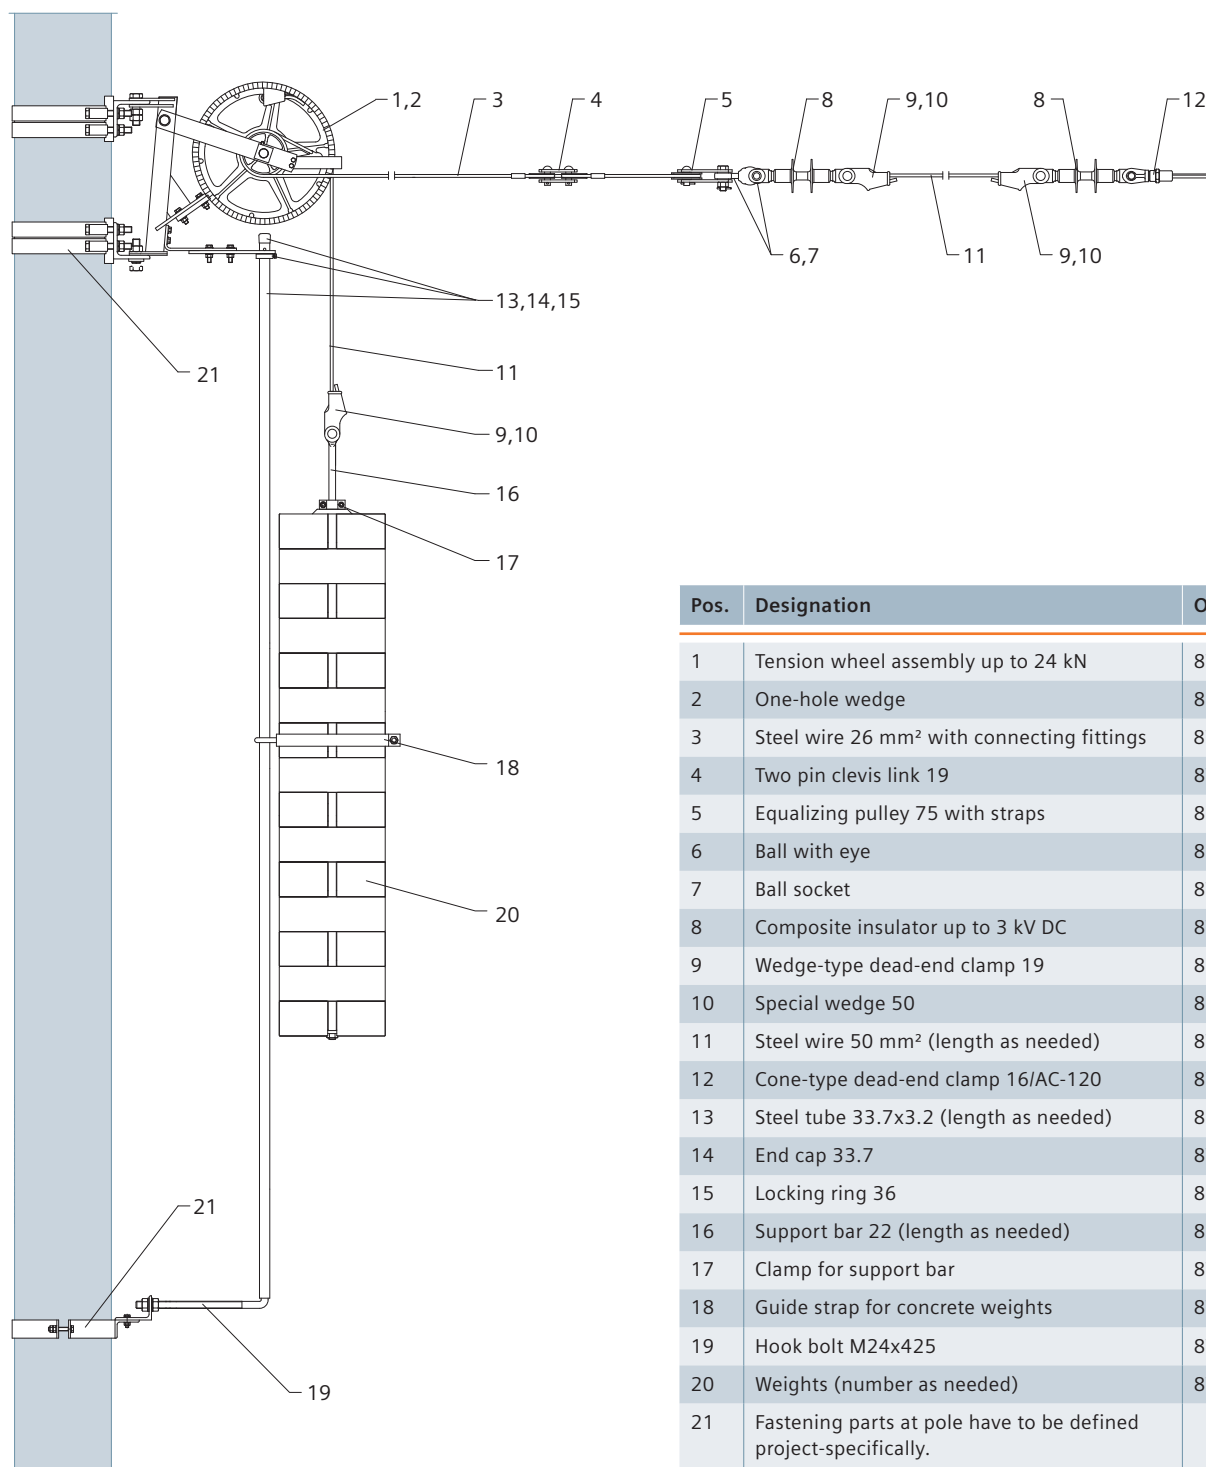 1,2
3
4
5
8
9,10
8
12
6,7
11
9,10
13,14,15
11
21
9,10
16
17
18
20
21
19
Pos. Designation O
1 Tension wheel assembly up to 24 kN 8
2 One-hole wedge 8
3 Steel wire 26 mm² with connecting fittings 8
4 Two pin clevis link 19 8
5 Equalizing pulley 75 with straps 8
6 Ball with eye 8
7 Ball socket 8
8 Composite insulator up to 3 kV DC 8
9 Wedge-type dead-end clamp 19 8
10 Special wedge 50 8
11 Steel wire 50 mm² (length as needed) 8
12 Cone-type dead-end clamp 16/AC-120 8
13 Steel tube 33.7x3.2 (length as needed) 8
14 End cap 33.7 8
15 Locking ring 36 8
16 Support bar 22 (length as needed) 8
17 Clamp for support bar 8
18 Guide strap for concrete weights 8
19 Hook bolt M24x425 8
20 Weights (number as needed) 8
21 Fastening parts at pole have to be defined
project-specifically.